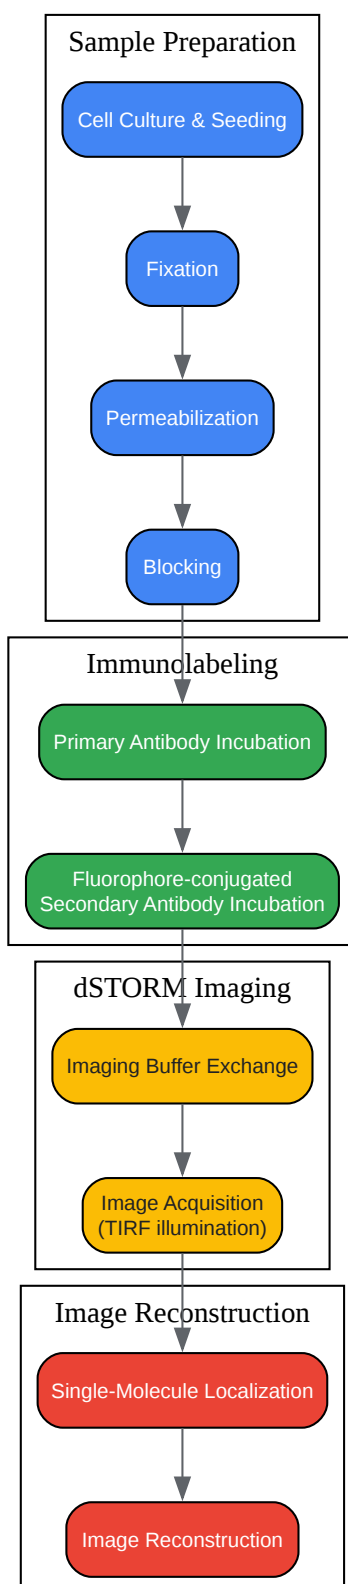 Sample Preparation
Cell Culture & Seeding
Fixation
Permeabilization
Blocking
Immunolabeling
Primary Antibody Incubation
Fluorophore-conjugated
Secondary Antibody Incubation
dSTORM Imaging
Imaging Buffer Exchange
Image Acquisition
(TIRF illumination)
Image Reconstruction
Single-Molecule Localization
Image Reconstruction